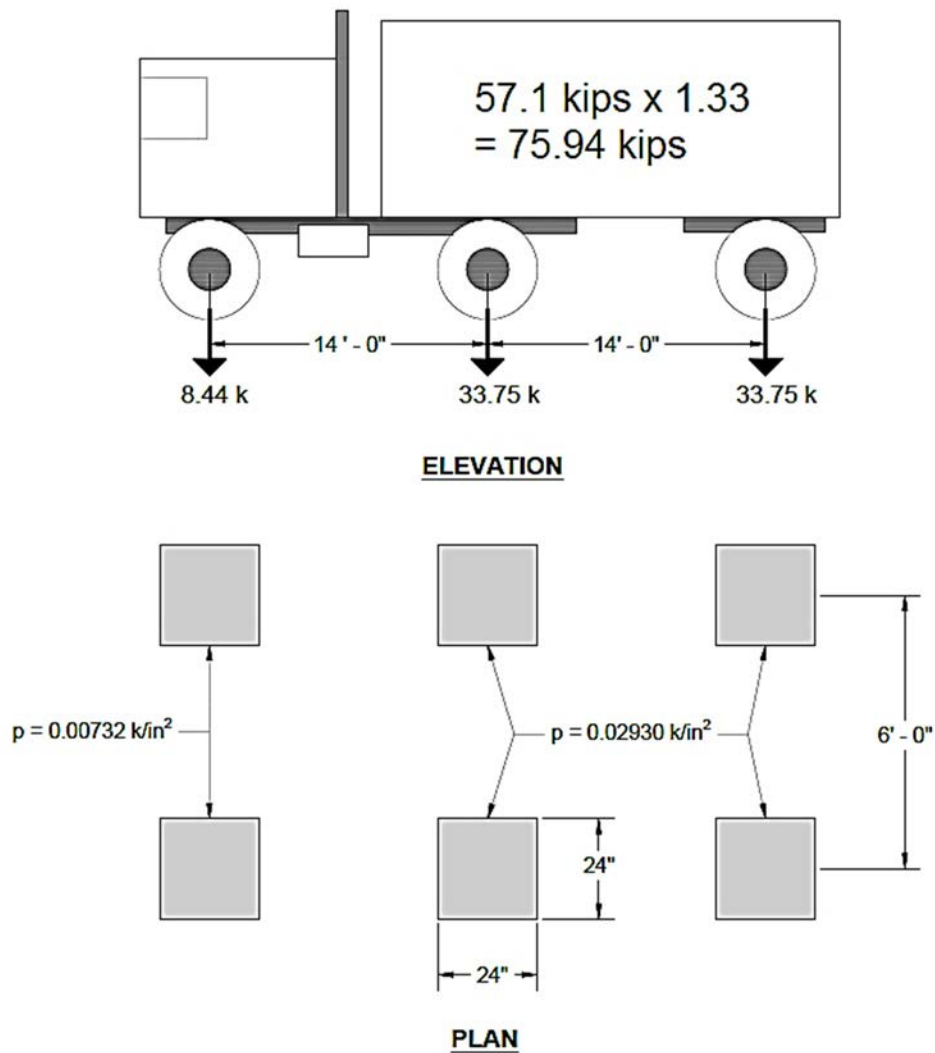 57.1 kips x 1.33
= 75.94 kips
14 ' - 0"
14' - 0"
8.44 k
33.75 k
33.75 k
ELEVATION
p = 0.00732 k/in²
p = 0.02930 k/in²
6' - 0"
24"
24"
PLAN